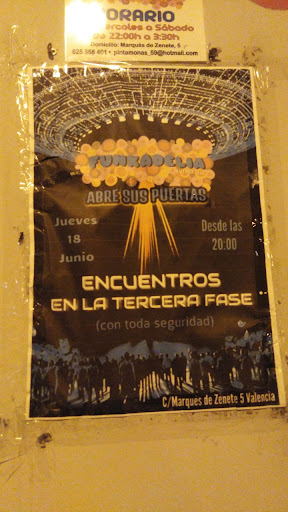 HORARIO
Miércoles a Sábado
de 22:00h a 3:30h
Domicilio: Marqués de Zenete, 5
pintamonas_59@hotmail.com
FUNKADELIA
ABRE SUS PUERTAS
Jueves
18
Junio
Desde las
20:00
ENCUENTROS
EN LA TERCERA FASE
(con toda seguridad)
C/Marques de Zenete 5 Valencia